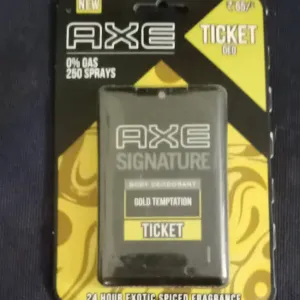 NEW
AXE
TICKET
DEO
0% GAS
250 SPRAYS
AXE
SIGNATURE
BODY DEODORANT
GOLD TEMPTATION
TICKET
24 HOUR EXOTIC SPICED FRAGRANCE